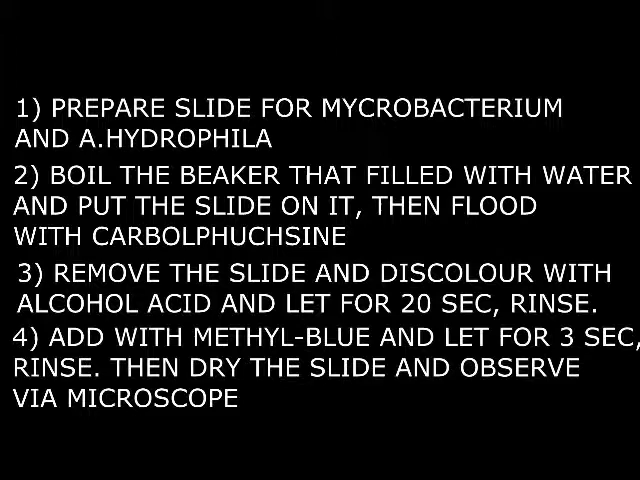 1) PREPARE SLIDE FOR MYCROBACTERIUM
AND A.HYDROPHILA
2) BOIL THE BEAKER THAT FILLED WITH WATER
AND PUT THE SLIDE ON IT, THEN FLOOD
WITH CARBOLPHUCHSINE
3) REMOVE THE SLIDE AND DISCOLOUR WITH
ALCOHOL ACID AND LET FOR 20 SEC, RINSE.
4) ADD WITH METHYL-BLUE AND LET FOR 3 SEC,
RINSE. THEN DRY THE SLIDE AND OBSERVE
VIA MICROSCOPE